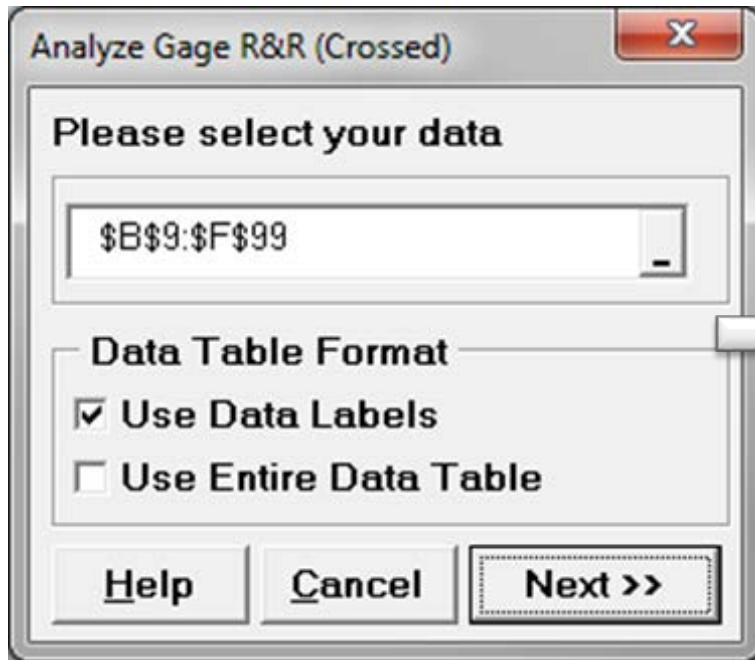 Analyze Gage R&R (Crossed)
Please select your data
$B$9:$F$99
Data Table Format
Use Data Labels
Use Entire Data Table
Help Cancel Next >>